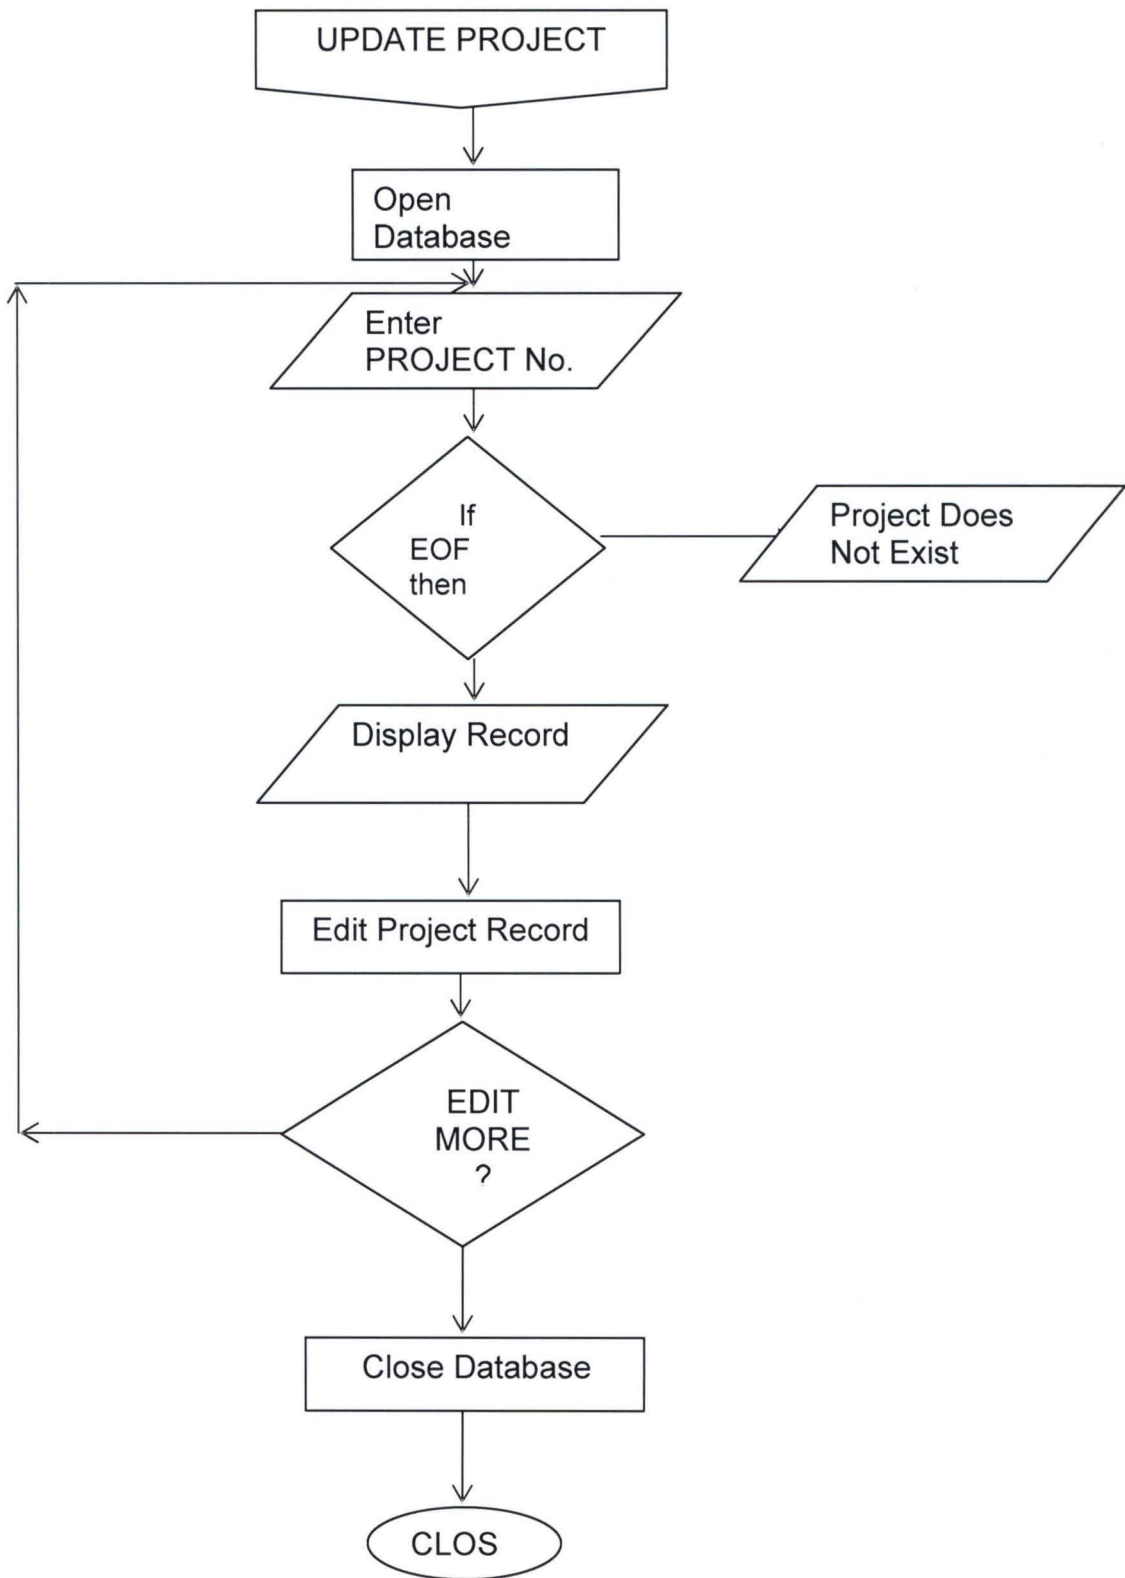 UPDATE PROJECT
Open
Database
Enter
PROJECT No.
If
EOF
then
Project Does
Not Exist
Display Record
Edit Project Record
EDIT
MORE
?
Close Database
CLOS